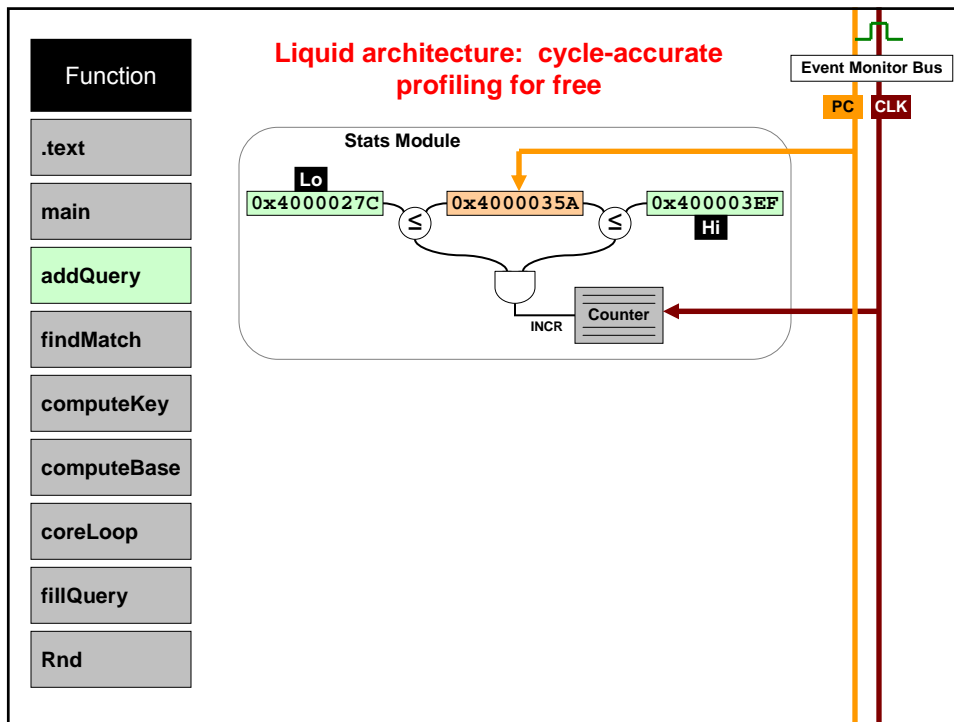 Liquid architecture: cycle-accurate
profiling for free
Function
.text
main
addQuery
findMatch
computeKey
computeBase
coreLoop
fillQuery
Rnd
Stats Module
Lo
0x4000027C
≤
0x4000035A
≤
0x400003EF
Hi
INCR
Counter
Event Monitor Bus
PC
CLK